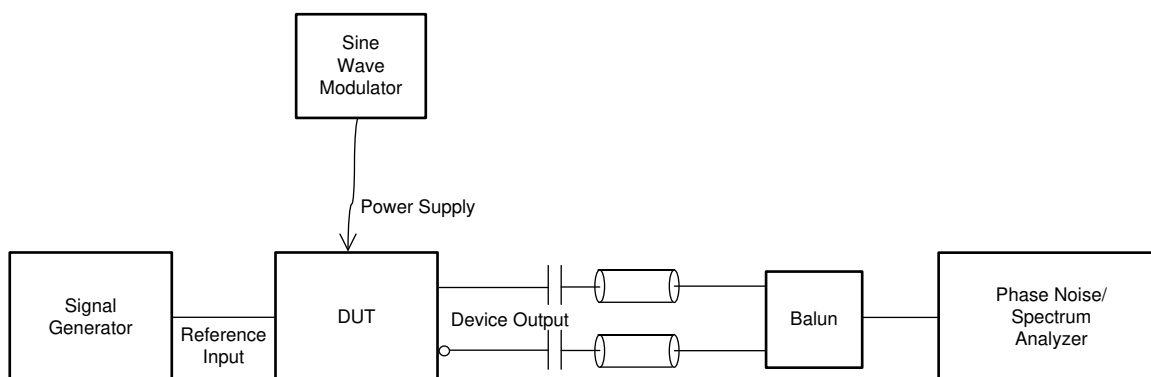 Sine
Wave
Modulator
Power Supply
Signal
Generator
Reference
Input
DUT
Device Output
Balun
Phase Noise/
Spectrum
Analyzer